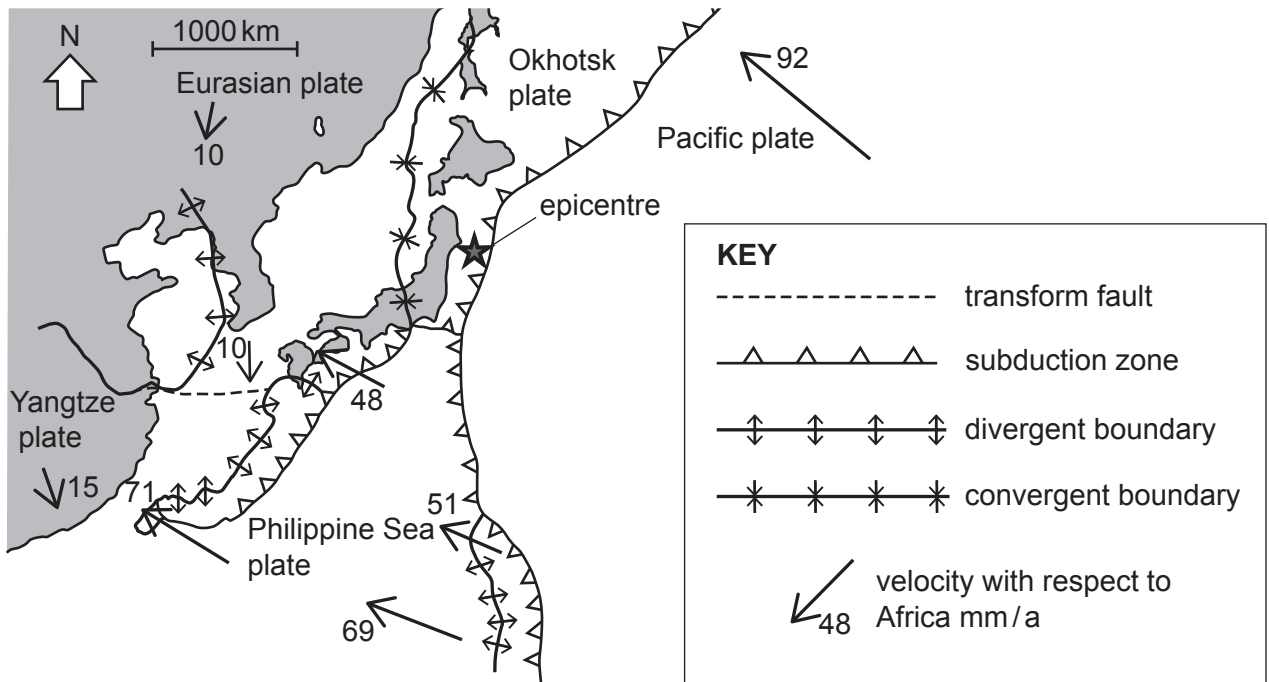 N
1000 km
Eurasian plate
10
Okhotsk
plate
92
Pacific plate
epicentre
10
48
Yangtze
plate
15
71
51
Philippine Sea
plate
69
KEY
transform fault
subduction zone
divergent boundary
convergent boundary
velocity with respect to
Africa mm / a
48